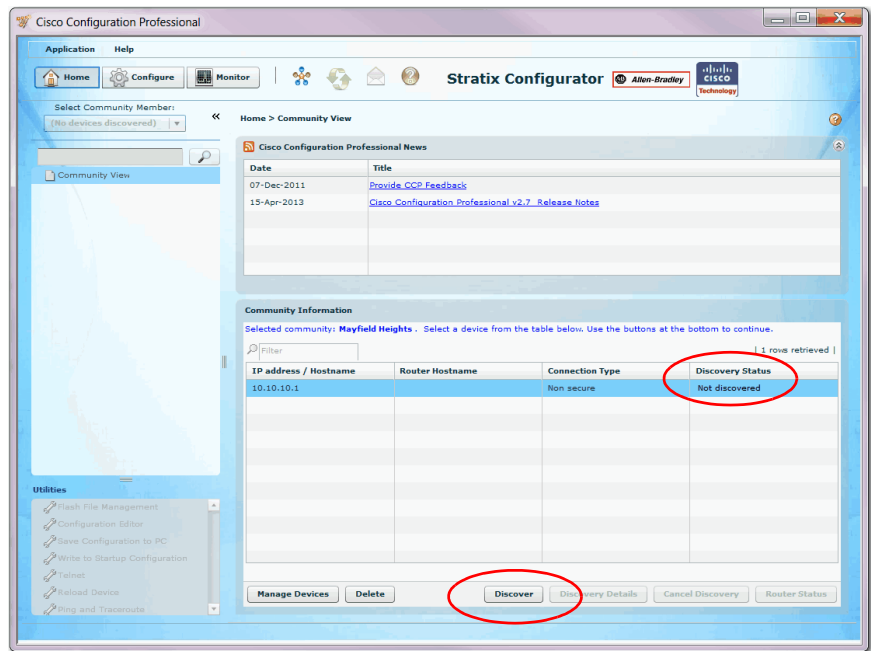 Cisco Configuration Professional
Application Help
Home Configure Monitor
Stratix Configurator AB Allen-Bradley CISCO Technology
Select Community Member:
(No devices discovered)
Home > Community View
Community View
Cisco Configuration Professional News
Date Title
07-Dec-2011 Provide CCP Feedback
15-Apr-2013 Cisco Configuration Professional v2.7 Release Notes
Community Information
Selected community: Mayfield Heights . Select a device from the table below. Use the buttons at the bottom to continue.
Filter | 1 rows retrieved |
IP address / Hostname Router Hostname Connection Type Discovery Status
10.10.10.1 Non secure Not discovered
Utilities
Flash File Management
Configuration Editor
Save Configuration to PC
Write to Startup Configuration
Telnet
Reload Device
Ping and Traceroute
Manage Devices Delete Discover Discovery Details Cancel Discovery Router Status